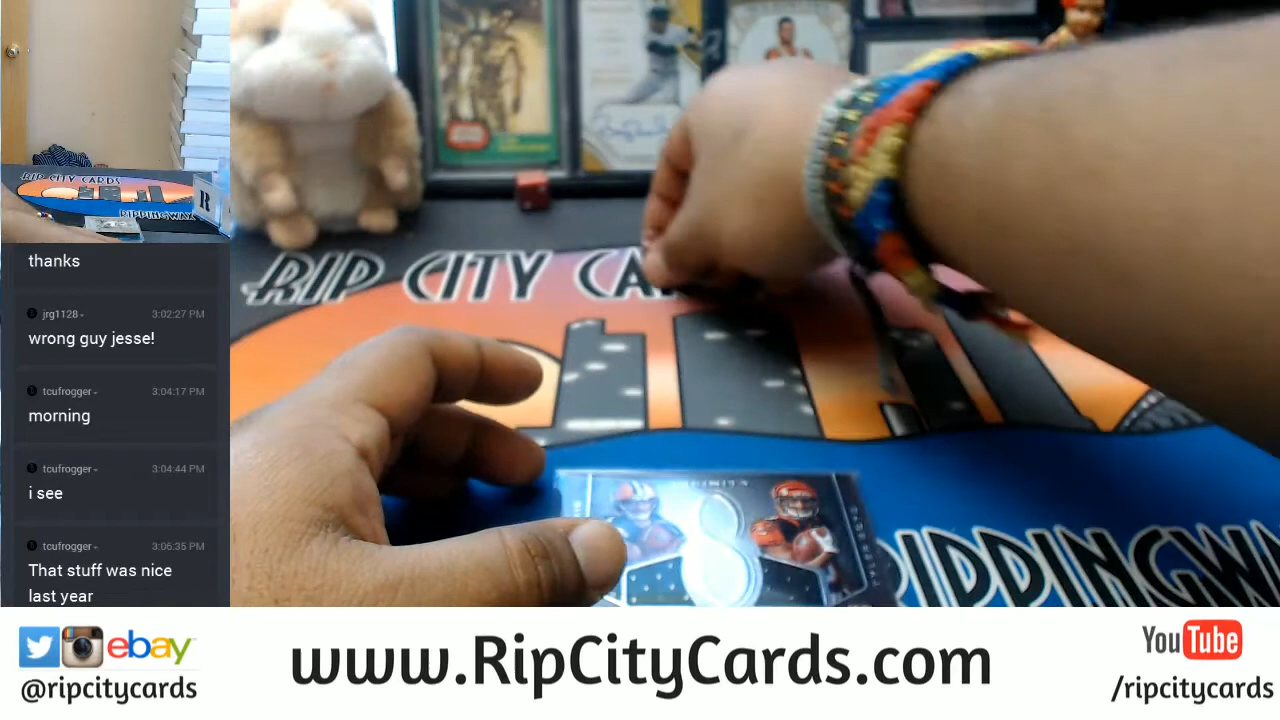 RIP CITY CARDS
RIPPINGWAX
R
thanks
jrg1128
3:02:27 PM
wrong guy jesse!
tcufrogger
3:04:17 PM
morning
tcufrogger
3:04:44 PM
i see
tcufrogger
3:06:35 PM
That stuff was nice
last year
RIP CITY CA
RIPPINGW
ebay
@ripcitycards
www.RipCityCards.com
YouTube
/ripcitycards